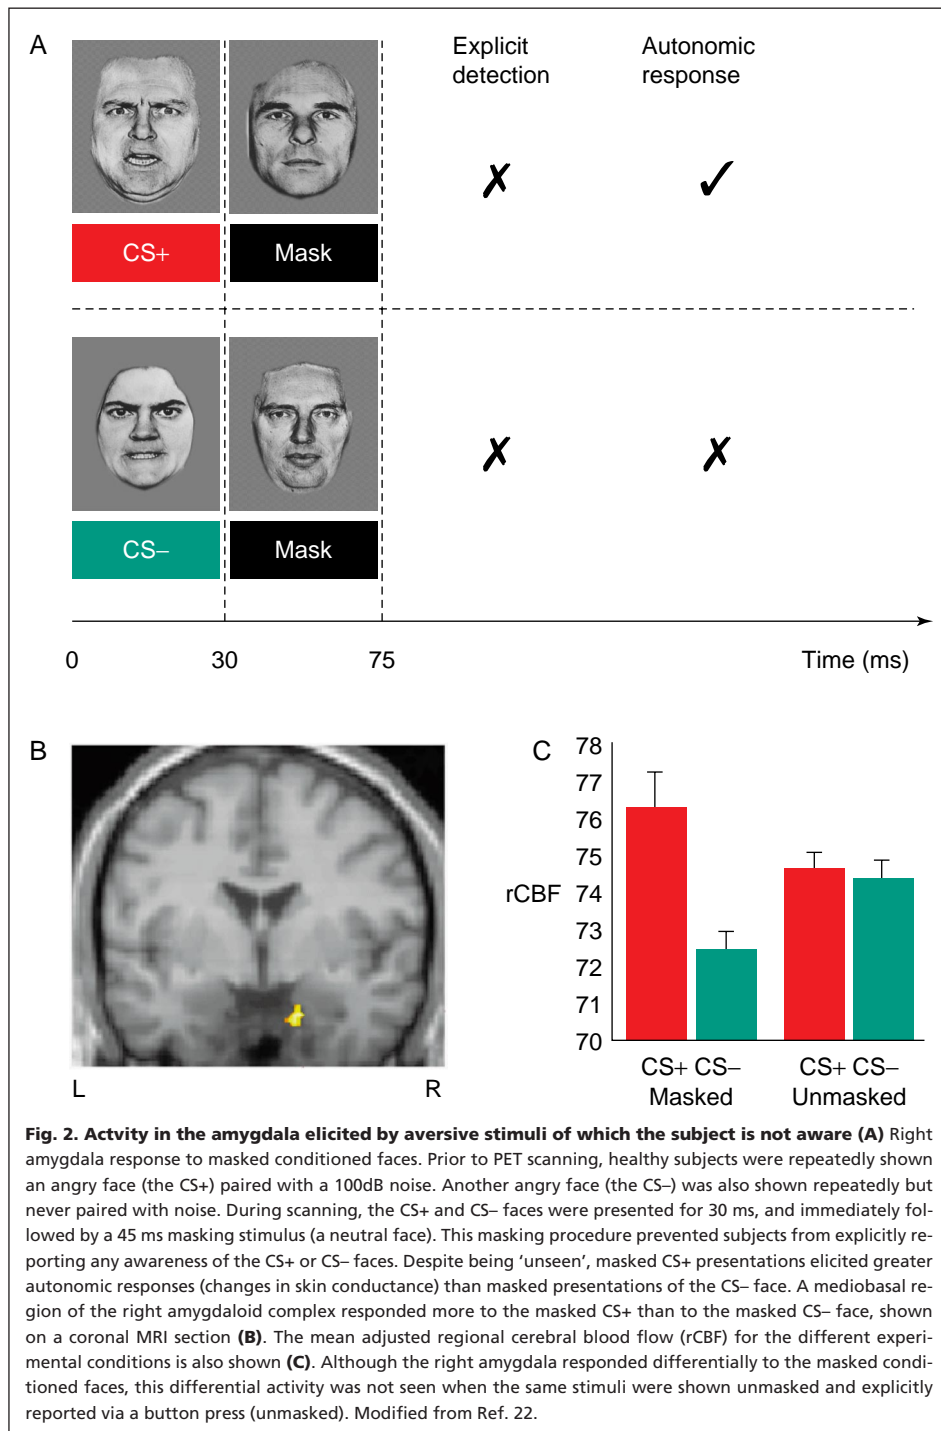 A
Explicit
detection
Autonomic
response
✗
✓
CS+
Mask
✗
✗
CS–
Mask
0
30
75
Time (ms)
B
L
R
C
78
77
76
75
rCBF
74
73
72
71
70
CS+ CS–
Masked
CS+ CS–
Unmasked
Fig. 2. Actvity in the amygdala elicited by aversive stimuli of which the subject is not aware (A) Right
amygdala response to masked conditioned faces. Prior to PET scanning, healthy subjects were repeatedly shown
an angry face (the CS+) paired with a 100dB noise. Another angry face (the CS–) was also shown repeatedly but
never paired with noise. During scanning, the CS+ and CS– faces were presented for 30 ms, and immediately fol-
lowed by a 45 ms masking stimulus (a neutral face). This masking procedure prevented subjects from explicitly re-
porting any awareness of the CS+ or CS– faces. Despite being 'unseen', masked CS+ presentations elicited greater
autonomic responses (changes in skin conductance) than masked presentations of the CS– face. A mediobasal re-
gion of the right amygdaloid complex responded more to the masked CS+ than to the masked CS– face, shown
on a coronal MRI section (B). The mean adjusted regional cerebral blood flow (rCBF) for the different experi-
mental conditions is also shown (C). Although the right amygdala responded differentially to the masked condi-
tioned faces, this differential activity was not seen when the same stimuli were shown unmasked and explicitly
reported via a button press (unmasked). Modified from Ref. 22.